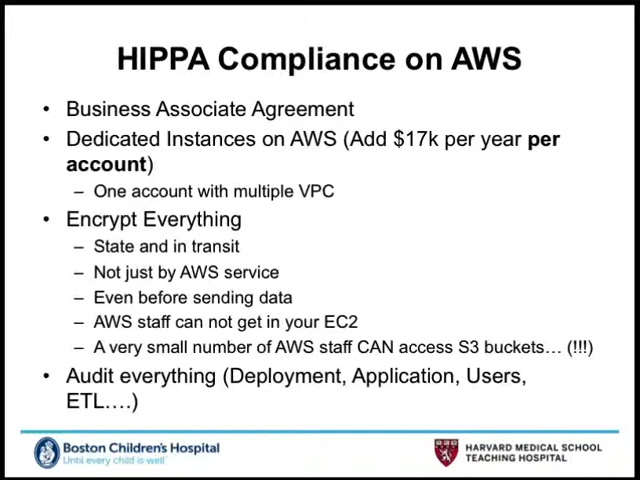 HIPPA Compliance on AWS
• Business Associate Agreement
• Dedicated Instances on AWS (Add $17k per year per
account)
– One account with multiple VPC
• Encrypt Everything
– State and in transit
– Not just by AWS service
– Even before sending data
– AWS staff can not get in your EC2
– A very small number of AWS staff CAN access S3 buckets… (!!!)
• Audit everything (Deployment, Application, Users,
ETL….)
Boston Children's Hospital
Until every child is well
HARVARD MEDICAL SCHOOL
TEACHING HOSPITAL